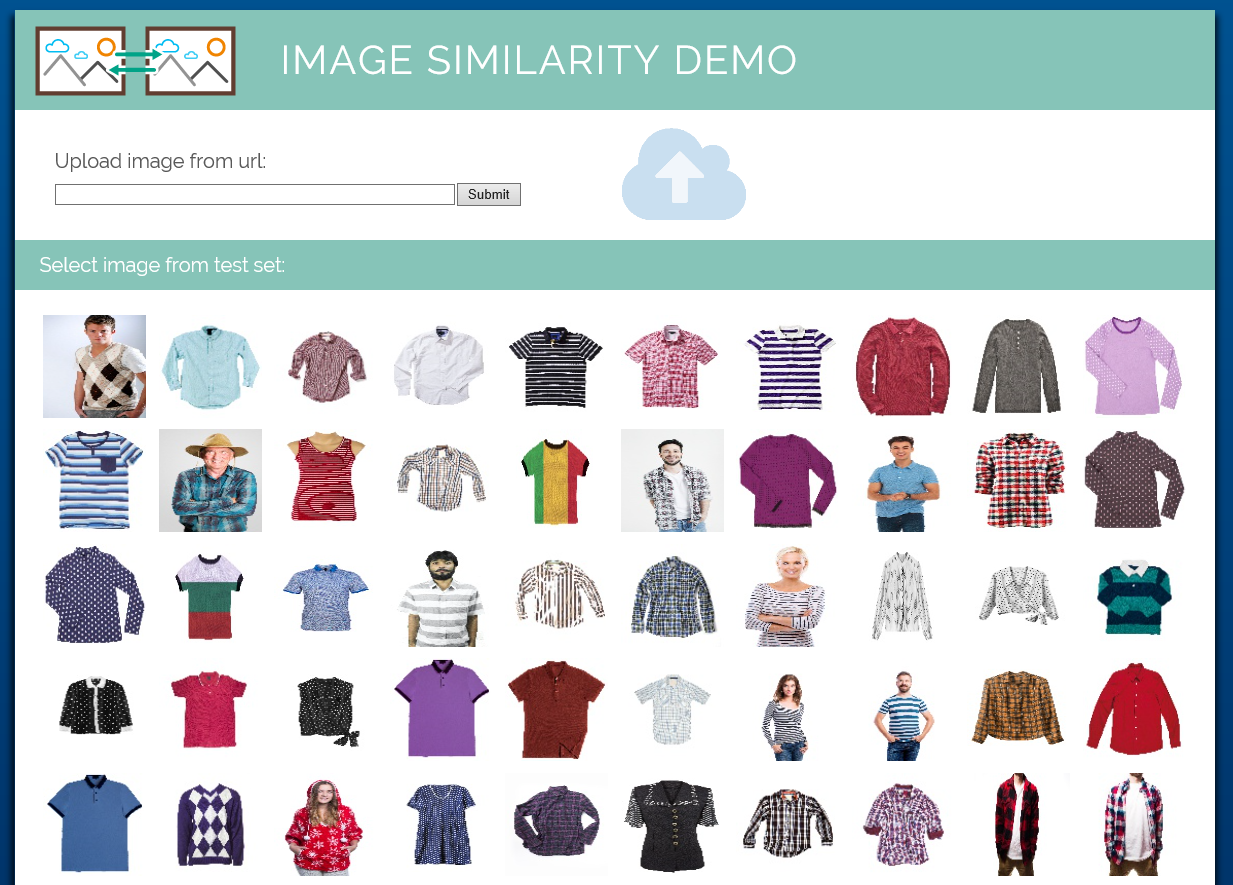 IMAGE SIMILARITY DEMO
Upload image from url:
Submit
Select image from test set: